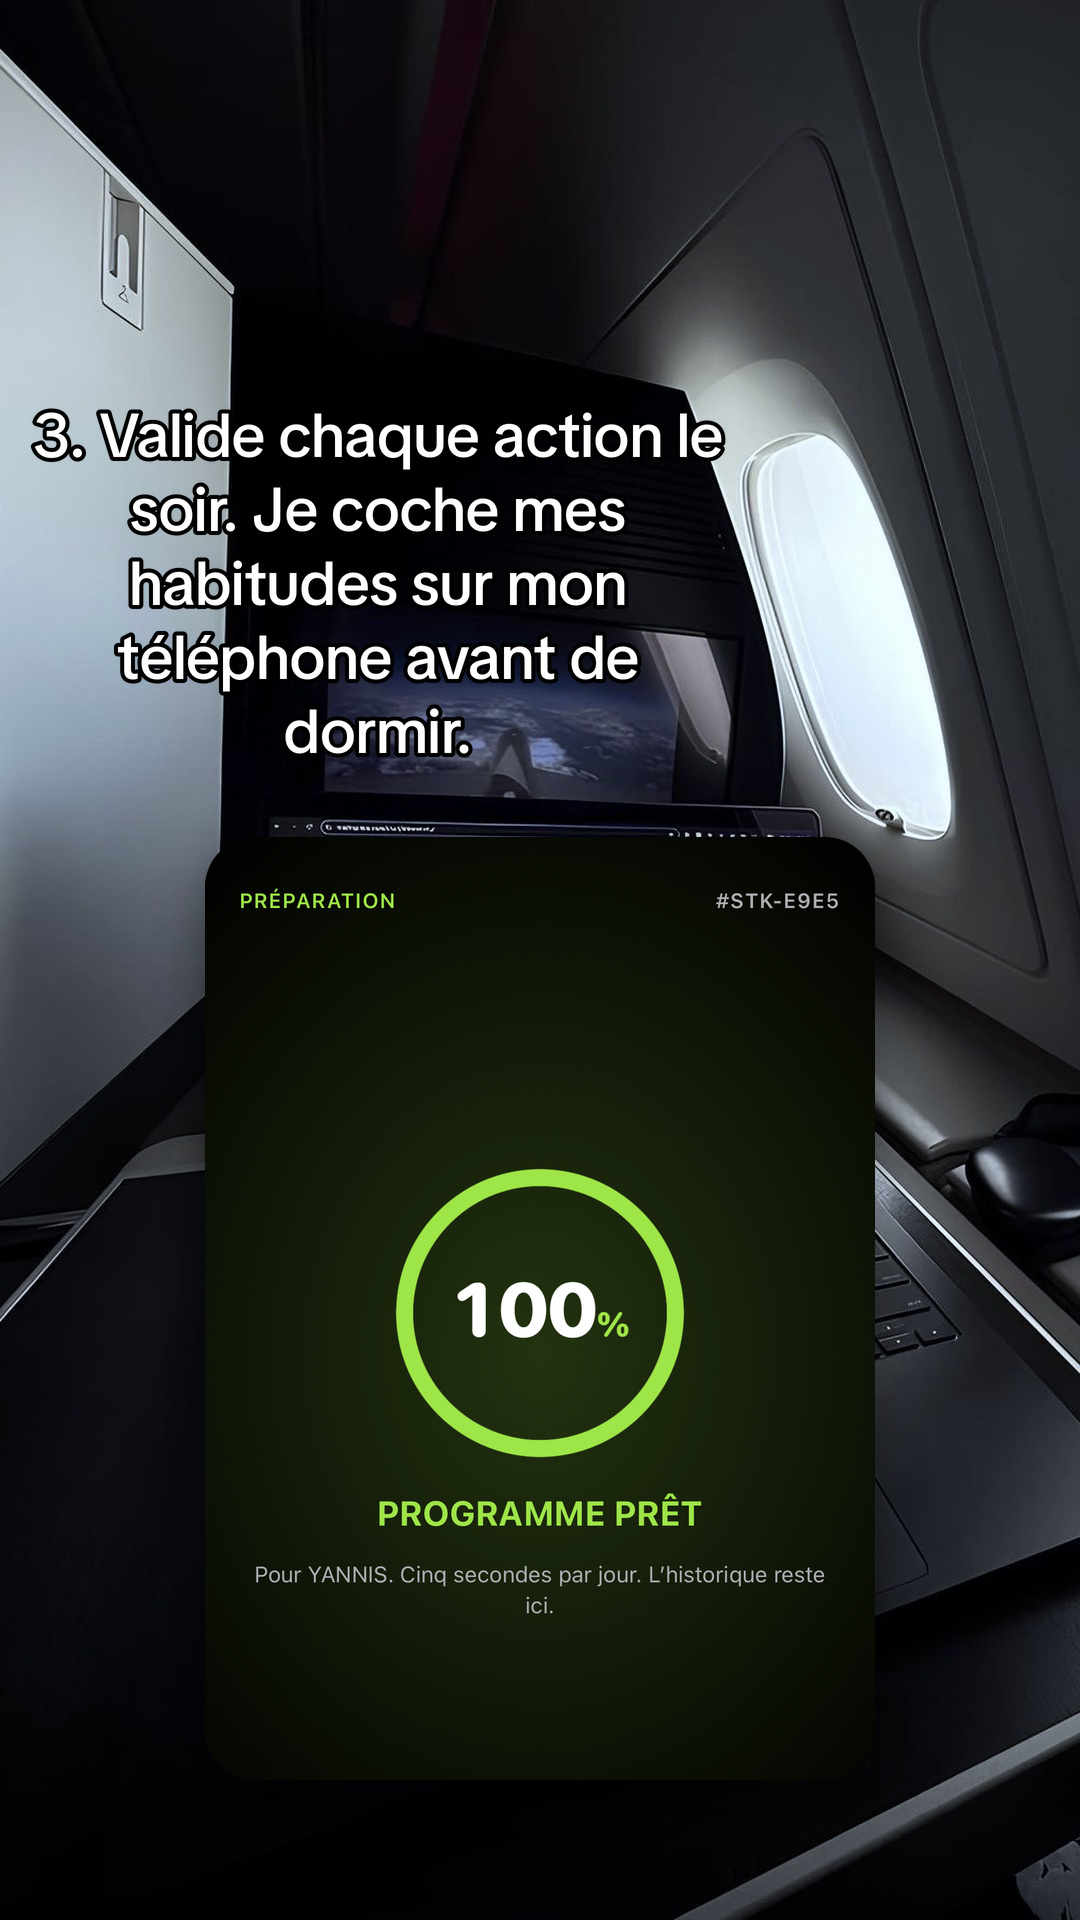 3. Valide chaque action le
soir. Je coche mes
habitudes sur mon
téléphone avant de
dormir.
PRÉPARATION
#STK-E9E5
100%
PROGRAMME PRÊT
Pour YANNIS. Cinq secondes par jour. L’historique reste
ici.